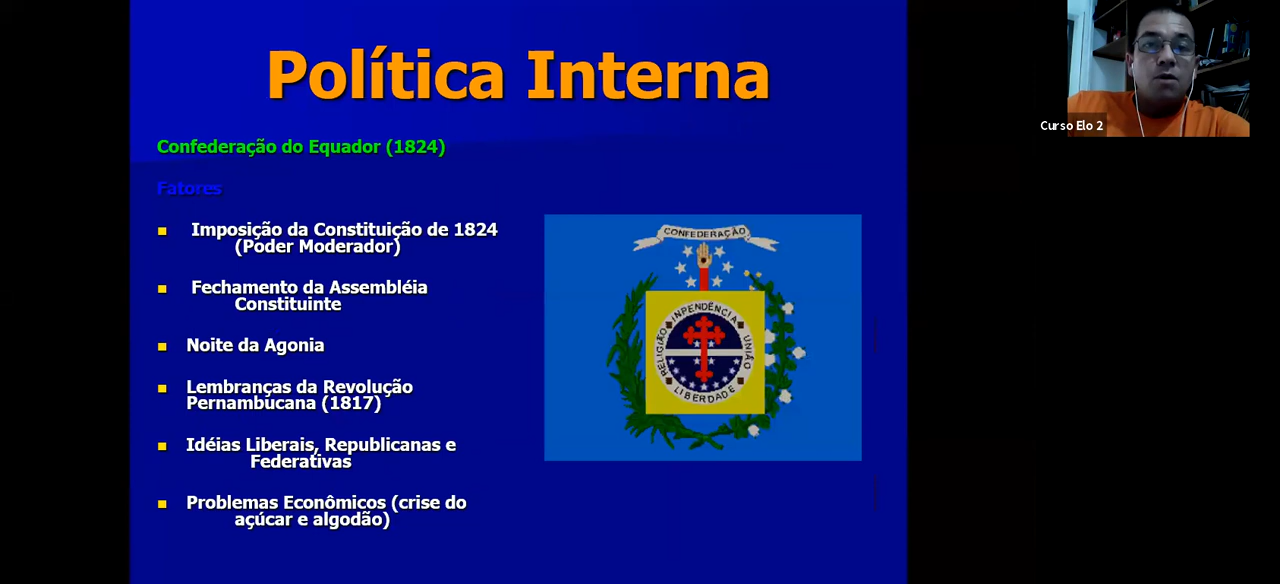 Política Interna
Curso Elo 2
Confederação do Equador (1824)
Fatores
Imposição da Constituição de 1824
(Poder Moderador)
Fechamento da Assembléia
Constituinte
Noite da Agonia
Lembranças da Revolução
Pernambucana (1817)
Idéias Liberais, Republicanas e
Federativas
Problemas Econômicos (crise do
açúcar e algodão)
CONFEDERAÇÃO
RELIGIÃO
INPENDÊNCIA
UNIÃO
LIBERDADE